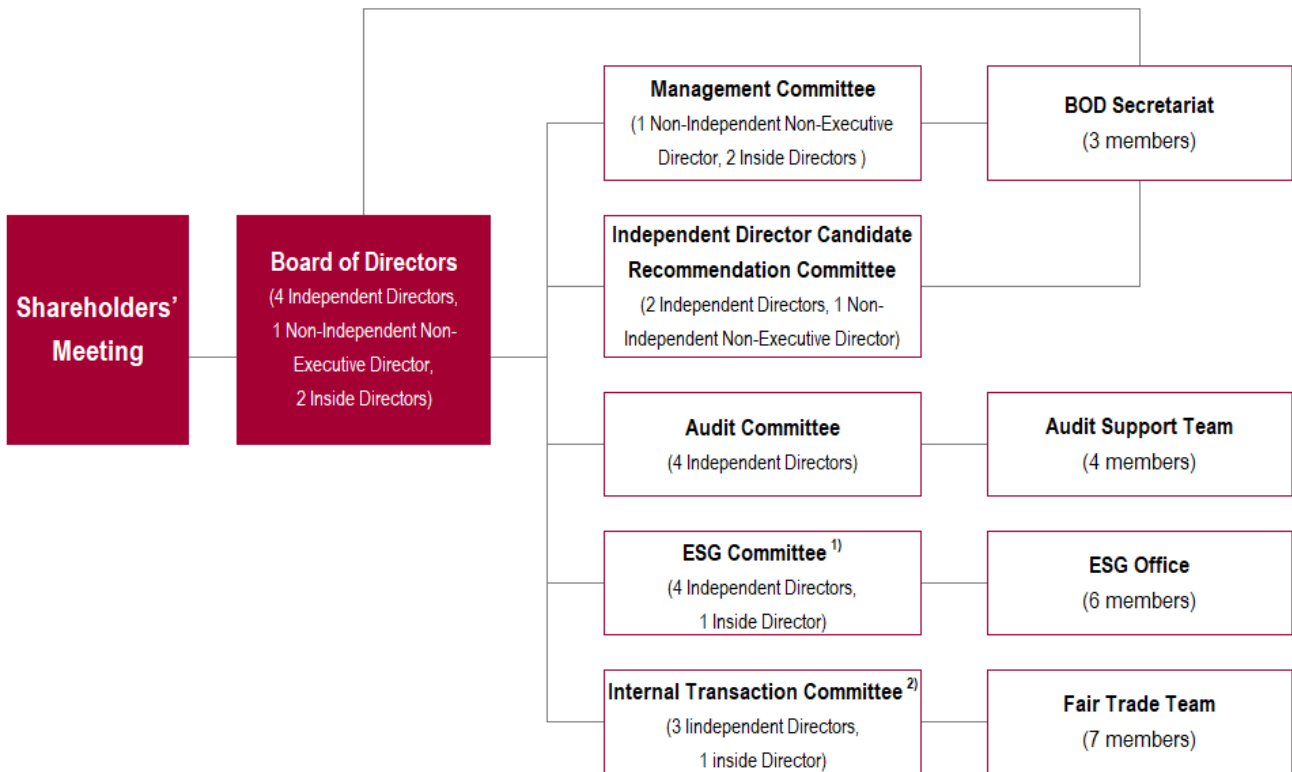 Shareholders'
Meeting
Board of Directors
(4 Independent Directors,
1 Non-Independent Non-
Executive Director,
2 Inside Directors)
Management Committee
(1 Non-Independent Non-Executive
Director, 2 Inside Directors )
BOD Secretariat
(3 members)
Independent Director Candidate
Recommendation Committee
(2 Independent Directors, 1 Non-
Independent Non-Executive Director)
Audit Committee
(4 Independent Directors)
Audit Support Team
(4 members)
ESG Committee 1)
(4 Independent Directors,
1 Inside Director)
ESG Office
(6 members)
Internal Transaction Committee 2)
(3 Iindependent Directors,
1 inside Director)
Fair Trade Team
(7 members)